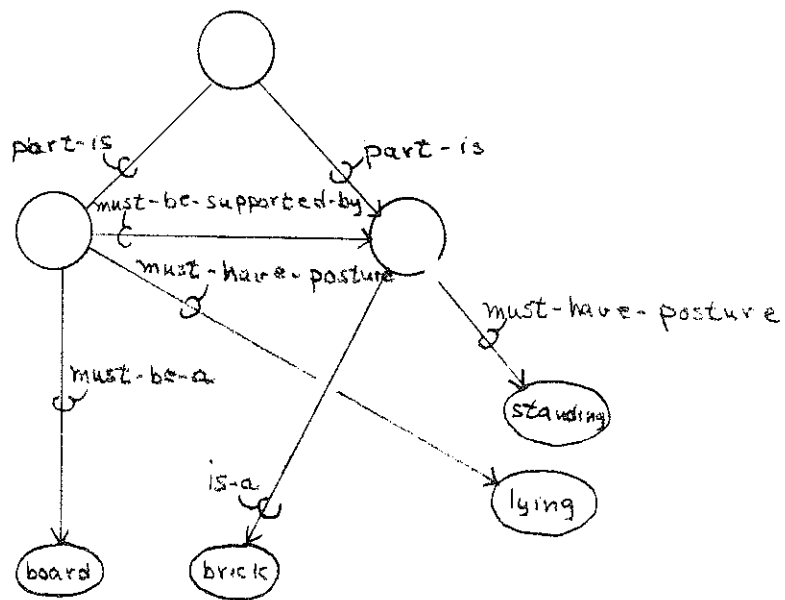 part-is
part-is
must-be-supported-by
must-have-posture
must-have-posture
must-be-a
standing
is-a
lying
board
brick